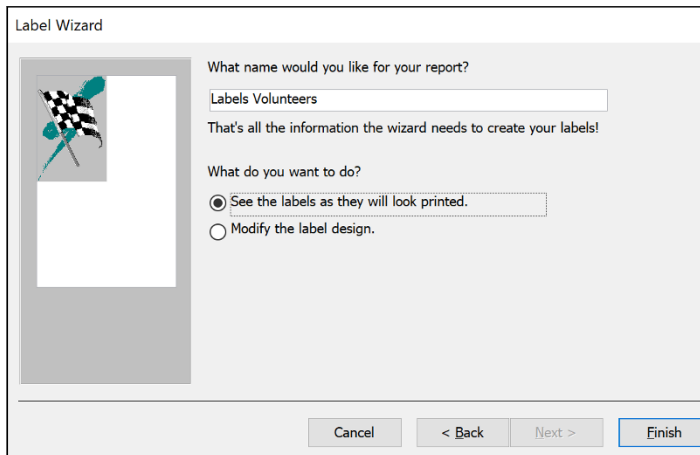 Label Wizard
What name would you like for your report?
Labels Volunteers
That's all the information the wizard needs to create your labels!
What do you want to do?
See the labels as they will look printed.
Modify the label design.
Cancel
< Back
Next >
Finish